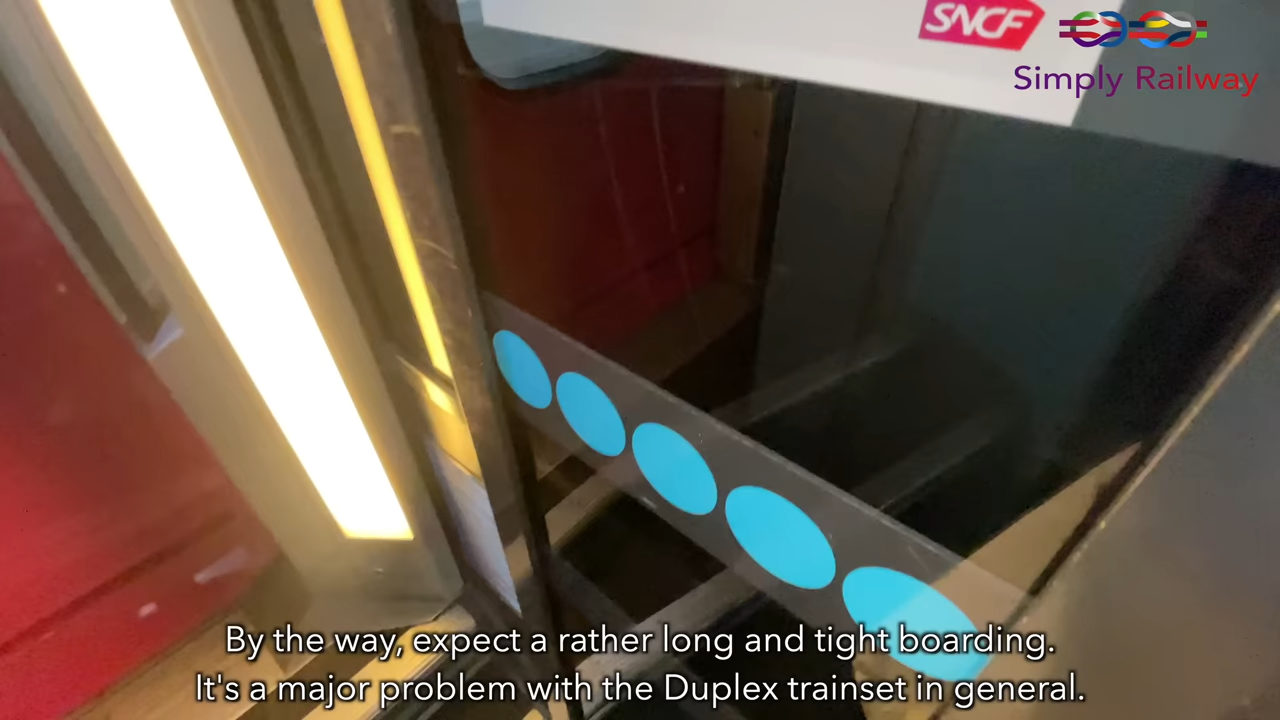 SNCF
Simply Railway
By the way, expect a rather long and tight boarding.
It's a major problem with the Duplex trainset in general.